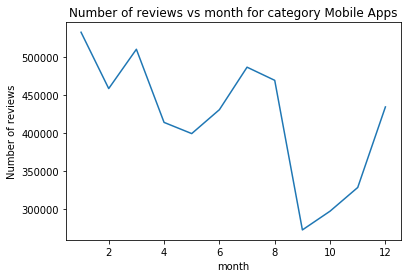 Number of reviews vs month for category Mobile Apps
Number of reviews
500000
450000
400000
350000
300000
2 4 6 8 10 12
month